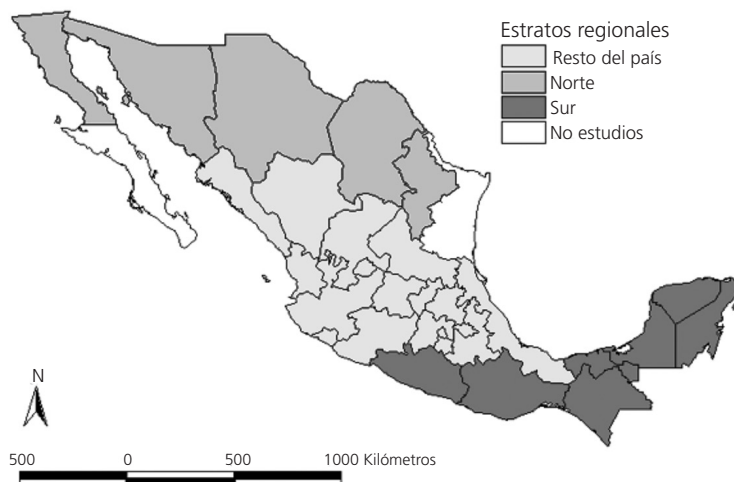 Estratos regionales
Resto del país
Norte
Sur
No estudios
N
500 0 500 1000 Kilómetros